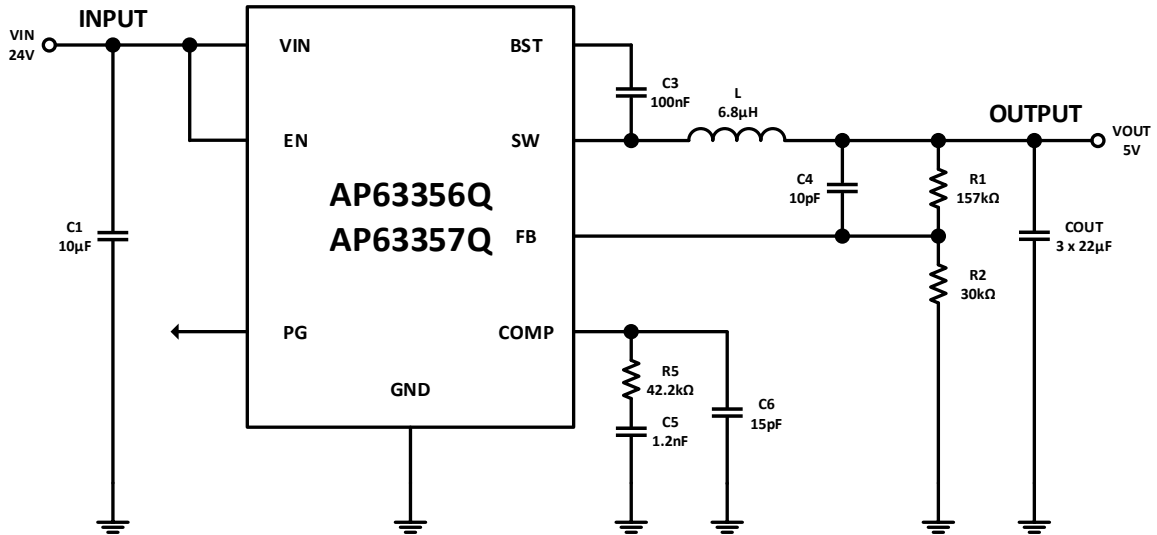 INPUT
VIN
24V
VIN
BST
C3
100nF
L
6.8µH
OUTPUT
VOUT
5V
EN
SW
C4
10pF
R1
157kΩ
AP63356Q
AP63357Q
FB
C1
10µF
COUT
3 x 22µF
R2
30kΩ
PG
COMP
R5
42.2kΩ
GND
C5
1.2nF
C6
15pF